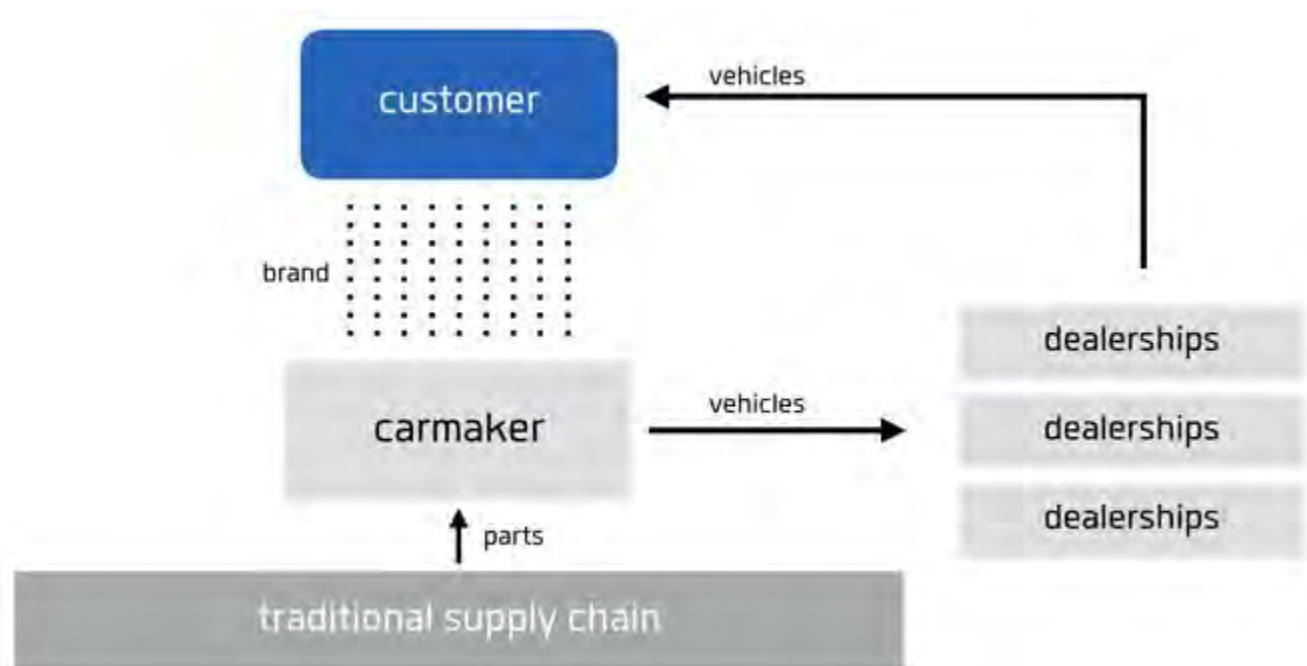 vehicles
customer
brand
dealerships
vehicles
carmaker
dealerships
dealerships
parts
traditional supply chain